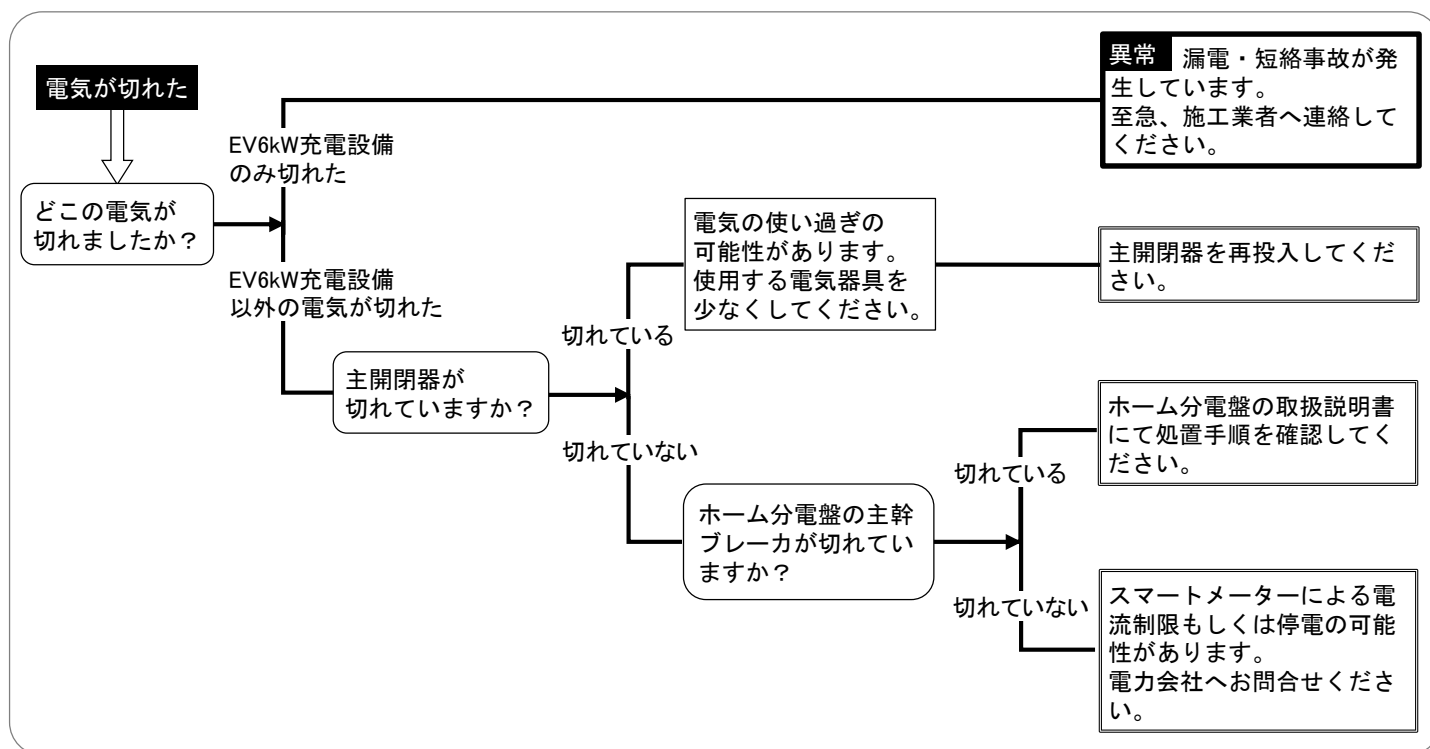 電気が切れた
どこの電気が
切れましたか？
EV6kW充電設備
のみ切れた
異常 漏電・短絡事故が発
生しています。
至急、施工業者へ連絡して
ください。
EV6kW充電設備
以外の電気が切れた
主開閉器が
切れていますか？
切れている
電気の使い過ぎの
可能性があります。
使用する電気器具を
少なくしてください。
主開閉器を再投入してくだ
さい。
切れていない
ホーム分電盤の主幹
ブレーカが切れてい
ますか？
切れている
ホーム分電盤の取扱説明書
にて処置手順を確認してく
ださい。
切れていない
スマートメーターによる電
流制限もしくは停電の可能
性があります。
電力会社へお問合せくださ
い。